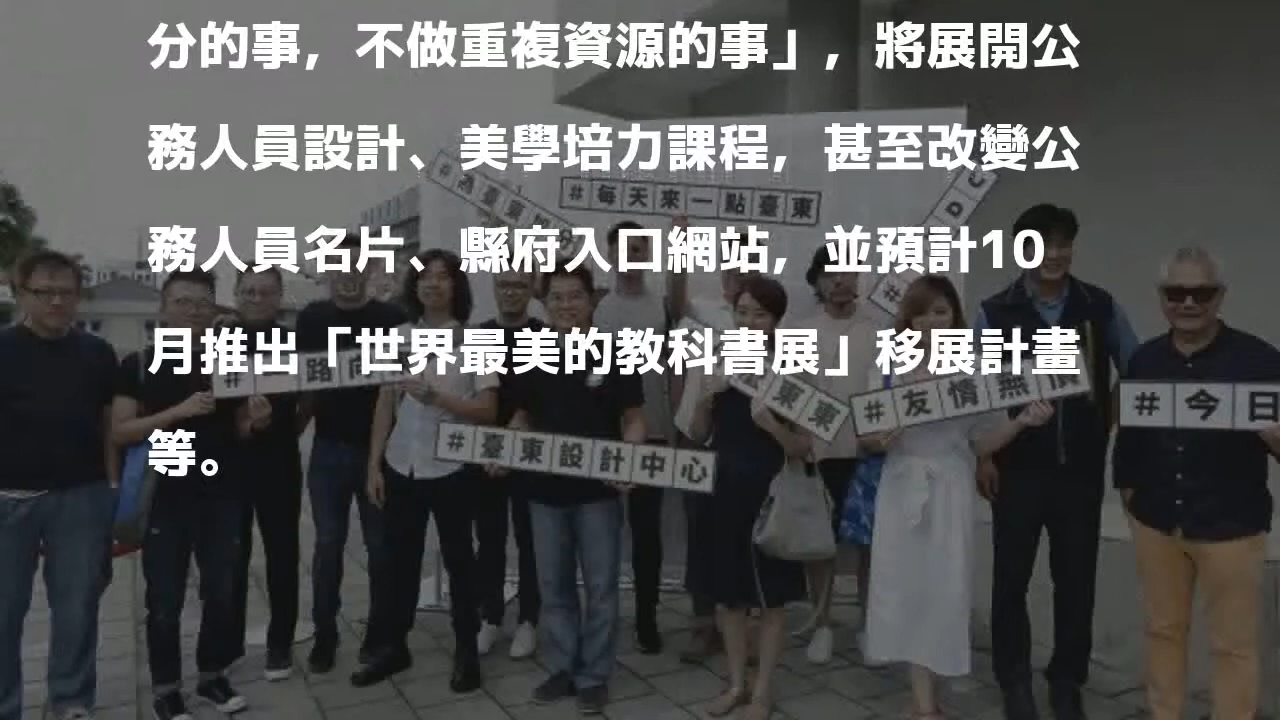 分的事，不做重複資源的事」，將展開公
務人員設計、美學培力課程，甚至改變公
務人員名片、縣府入口網站，並預計10
月推出「世界最美的教科書展」移展計畫
等。
#每天來一點臺東
#臺東設計中心
#友情無價
#今日
東東